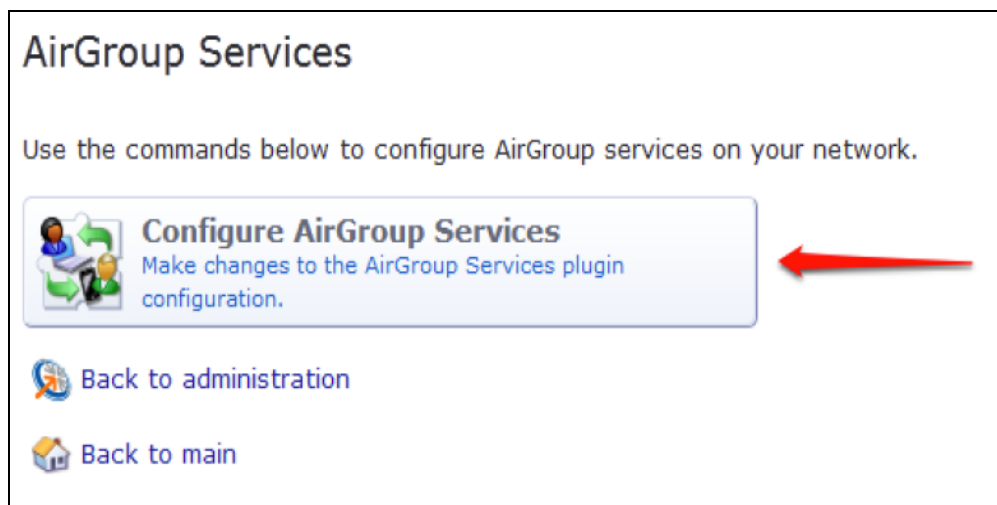 AirGroup Services
Use the commands below to configure AirGroup services on your network.
Configure AirGroup Services
Make changes to the AirGroup Services plugin
configuration.
Back to administration
Back to main